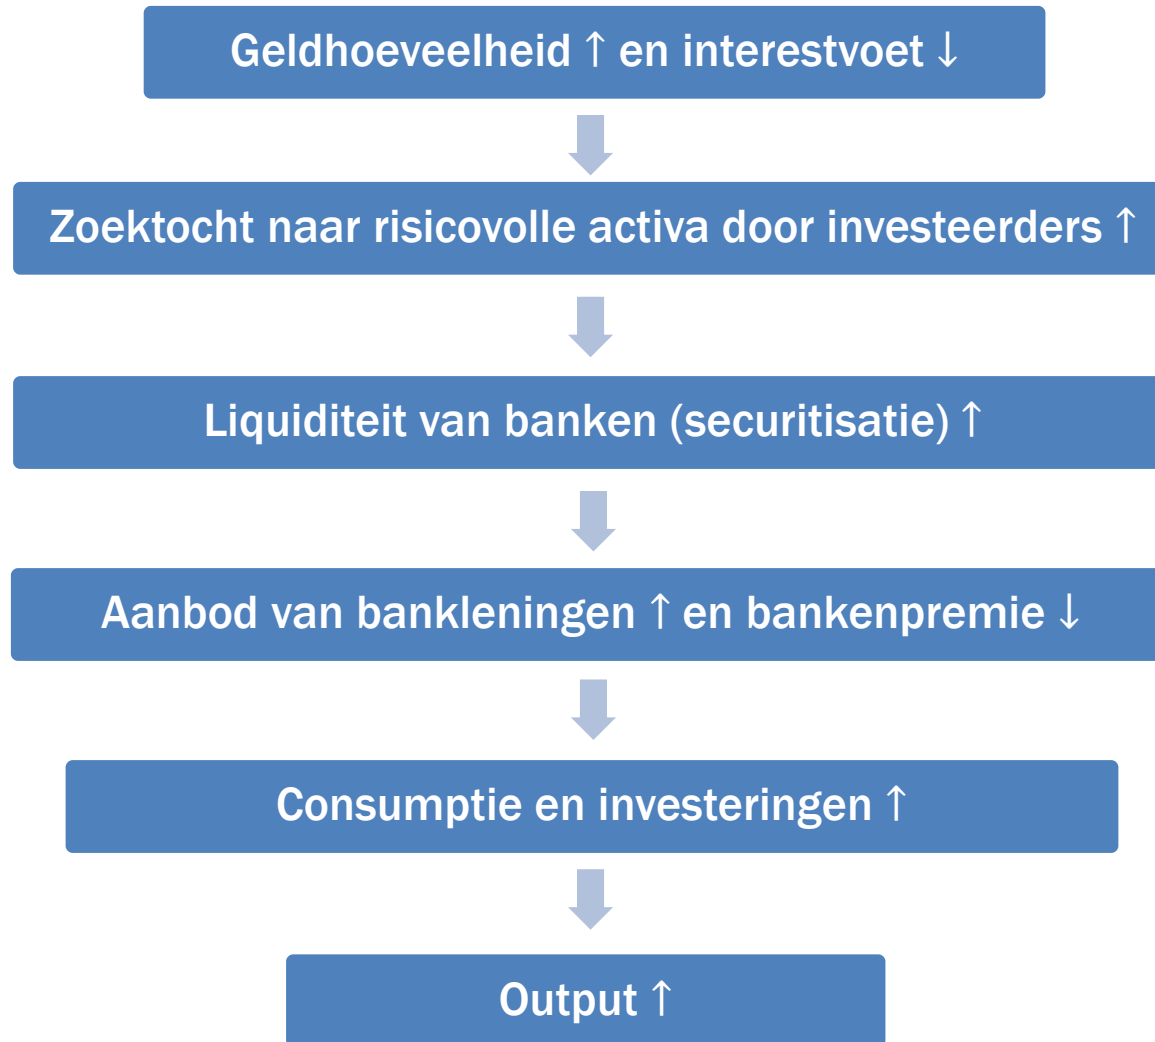 Geldhoeveelheid ↑ en interestvoet ↓
Zoektocht naar risicovolle activa door investeerders ↑
Liquiditeit van banken (securitisatie) ↑
Aanbod van bankleningen ↑ en bankenpremie ↓
Consumptie en investeringen ↑
Output ↑